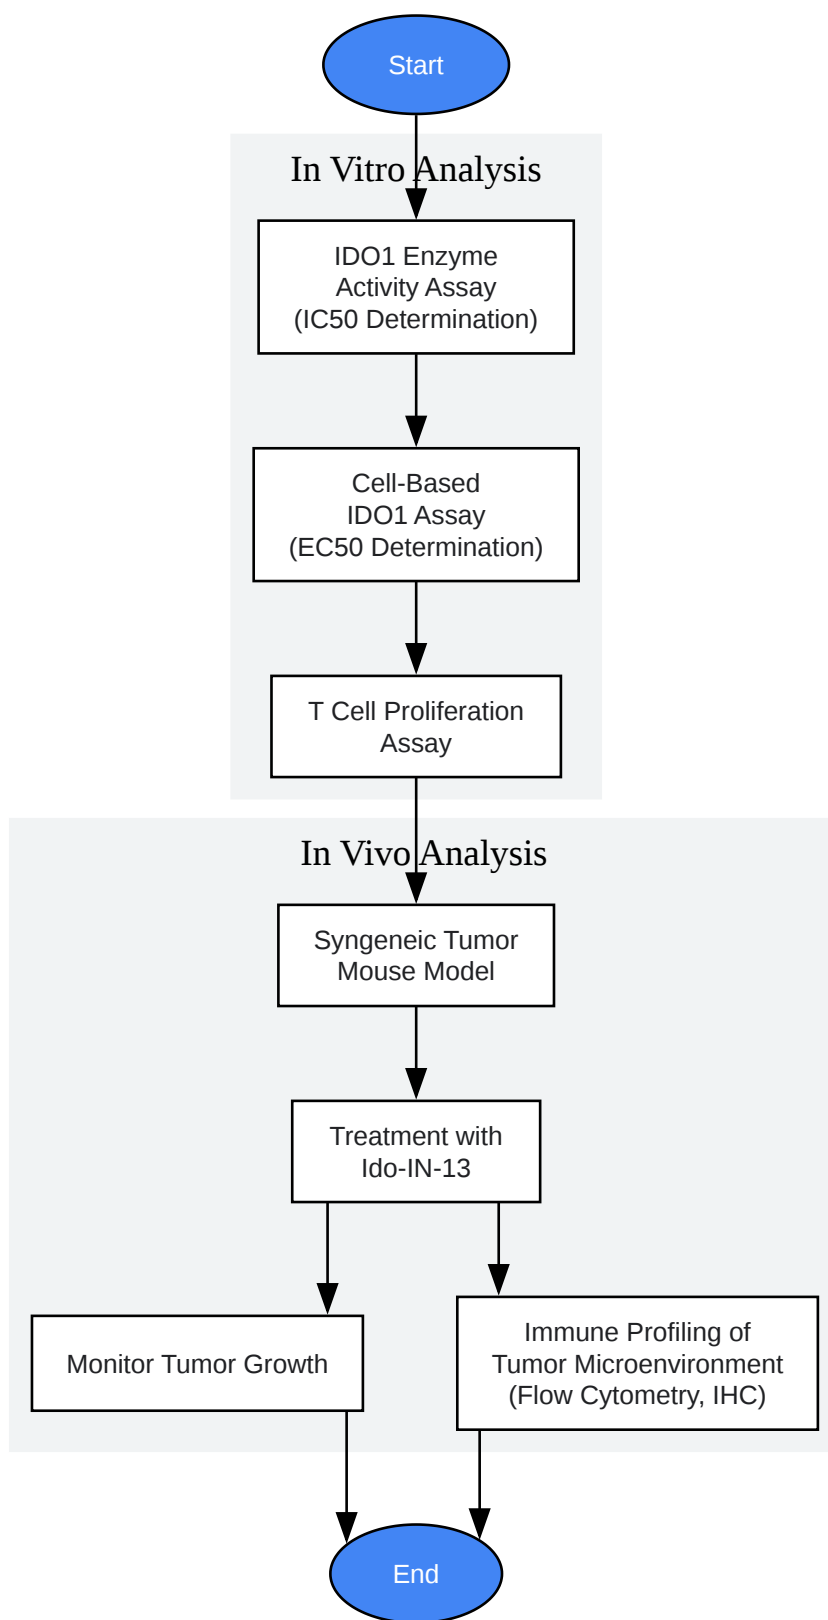 Start
In Vitro Analysis
IDO1 Enzyme
Activity Assay
(IC50 Determination)
Cell-Based
IDO1 Assay
(EC50 Determination)
T Cell Proliferation
Assay
In Vivo Analysis
Syngeneic Tumor
Mouse Model
Treatment with
Ido-IN-13
Monitor Tumor Growth
Immune Profiling of
Tumor Microenvironment
(Flow Cytometry, IHC)
End